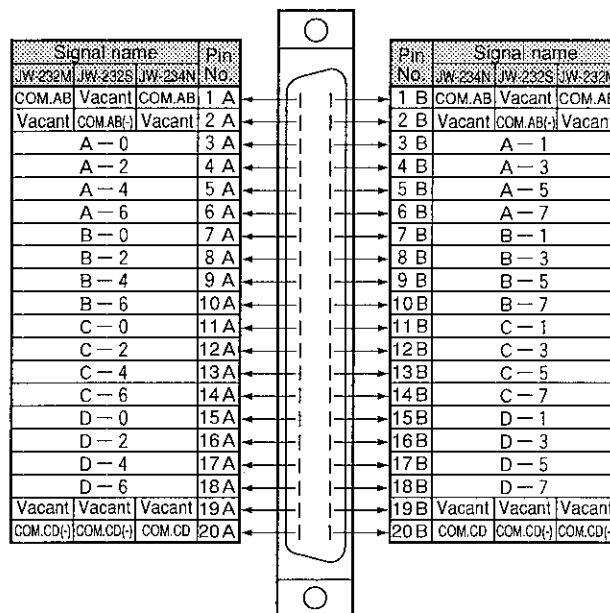 Signal name Pin No.
JW-232M JW-232S JW-234N
COM.AB Vacant COM.AB 1 A
Vacant COM.AB(-) Vacant 2 A
A-0 3 A
A-2 4 A
A-4 5 A
A-6 6 A
B-0 7 A
B-2 8 A
B-4 9 A
B-6 10A
C-0 11A
C-2 12A
C-4 13A
C-6 14A
D-0 15A
D-2 16A
D-4 17A
D-6 18A
Vacant Vacant Vacant 19A
COM.CD(-) COM.CD(-) COM.CD 20A
Pin No. Signal name
JW-234N JW-232S JW-232M
1 B COM.AB Vacant COM.AB
2 B Vacant COM.AB(-) Vacant
3 B A-1
4 B A-3
5 B A-5
6 B A-7
7 B B-1
8 B B-3
9 B B-5
10B B-7
11B C-1
12B C-3
13B C-5
14B C-7
15B D-1
16B D-3
17B D-5
18B D-7
19B Vacant Vacant Vacant
20B COM.CD COM.CD(-) COM.CD(-)